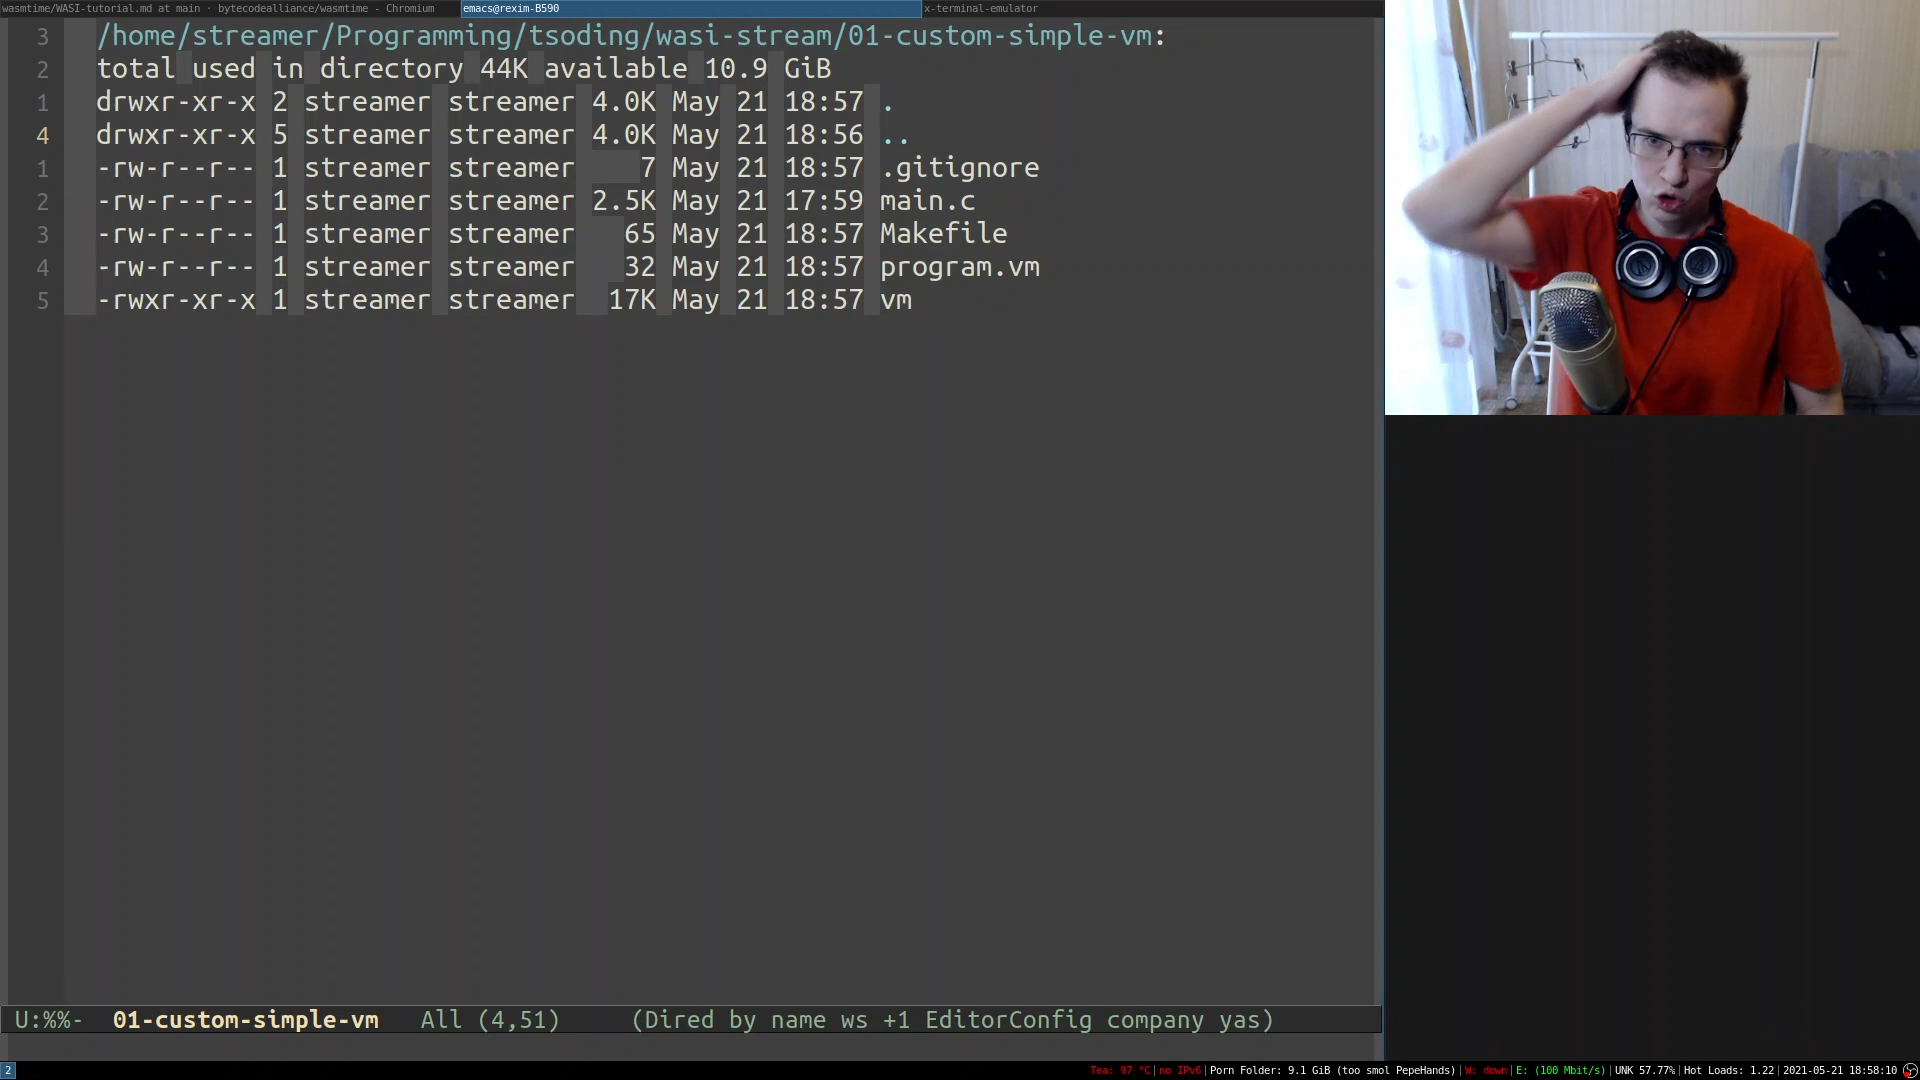 wasmtime/WASI-tutorial.md at main · bytecodealliance/wasmtime - Chromium
emacs@rexim-B590
x-terminal-emulator
3 /home/streamer/Programming/tsoding/wasi-stream/01-custom-simple-vm:
2 total used in directory 44K available 10.9 GiB
1 drwxr-xr-x 2 streamer streamer 4.0K May 21 18:57 .
4 drwxr-xr-x 5 streamer streamer 4.0K May 21 18:56 ..
1 -rw-r--r-- 1 streamer streamer 7 May 21 18:57 .gitignore
2 -rw-r--r-- 1 streamer streamer 2.5K May 21 17:59 main.c
3 -rw-r--r-- 1 streamer streamer 65 May 21 18:57 Makefile
4 -rw-r--r-- 1 streamer streamer 32 May 21 18:57 program.vm
5 -rwxr-xr-x 1 streamer streamer 17K May 21 18:57 vm
U:%%- 01-custom-simple-vm All (4,51) (Dired by name ws +1 EditorConfig company yas)
2 Tea: 97 °C|no IPv6|Porn Folder: 9.1 GiB (too smol PepeHands)|W: down|E: (100 Mbit/s)|UNK 57.77%|Hot Loads: 1.22|2021-05-21 18:58:10